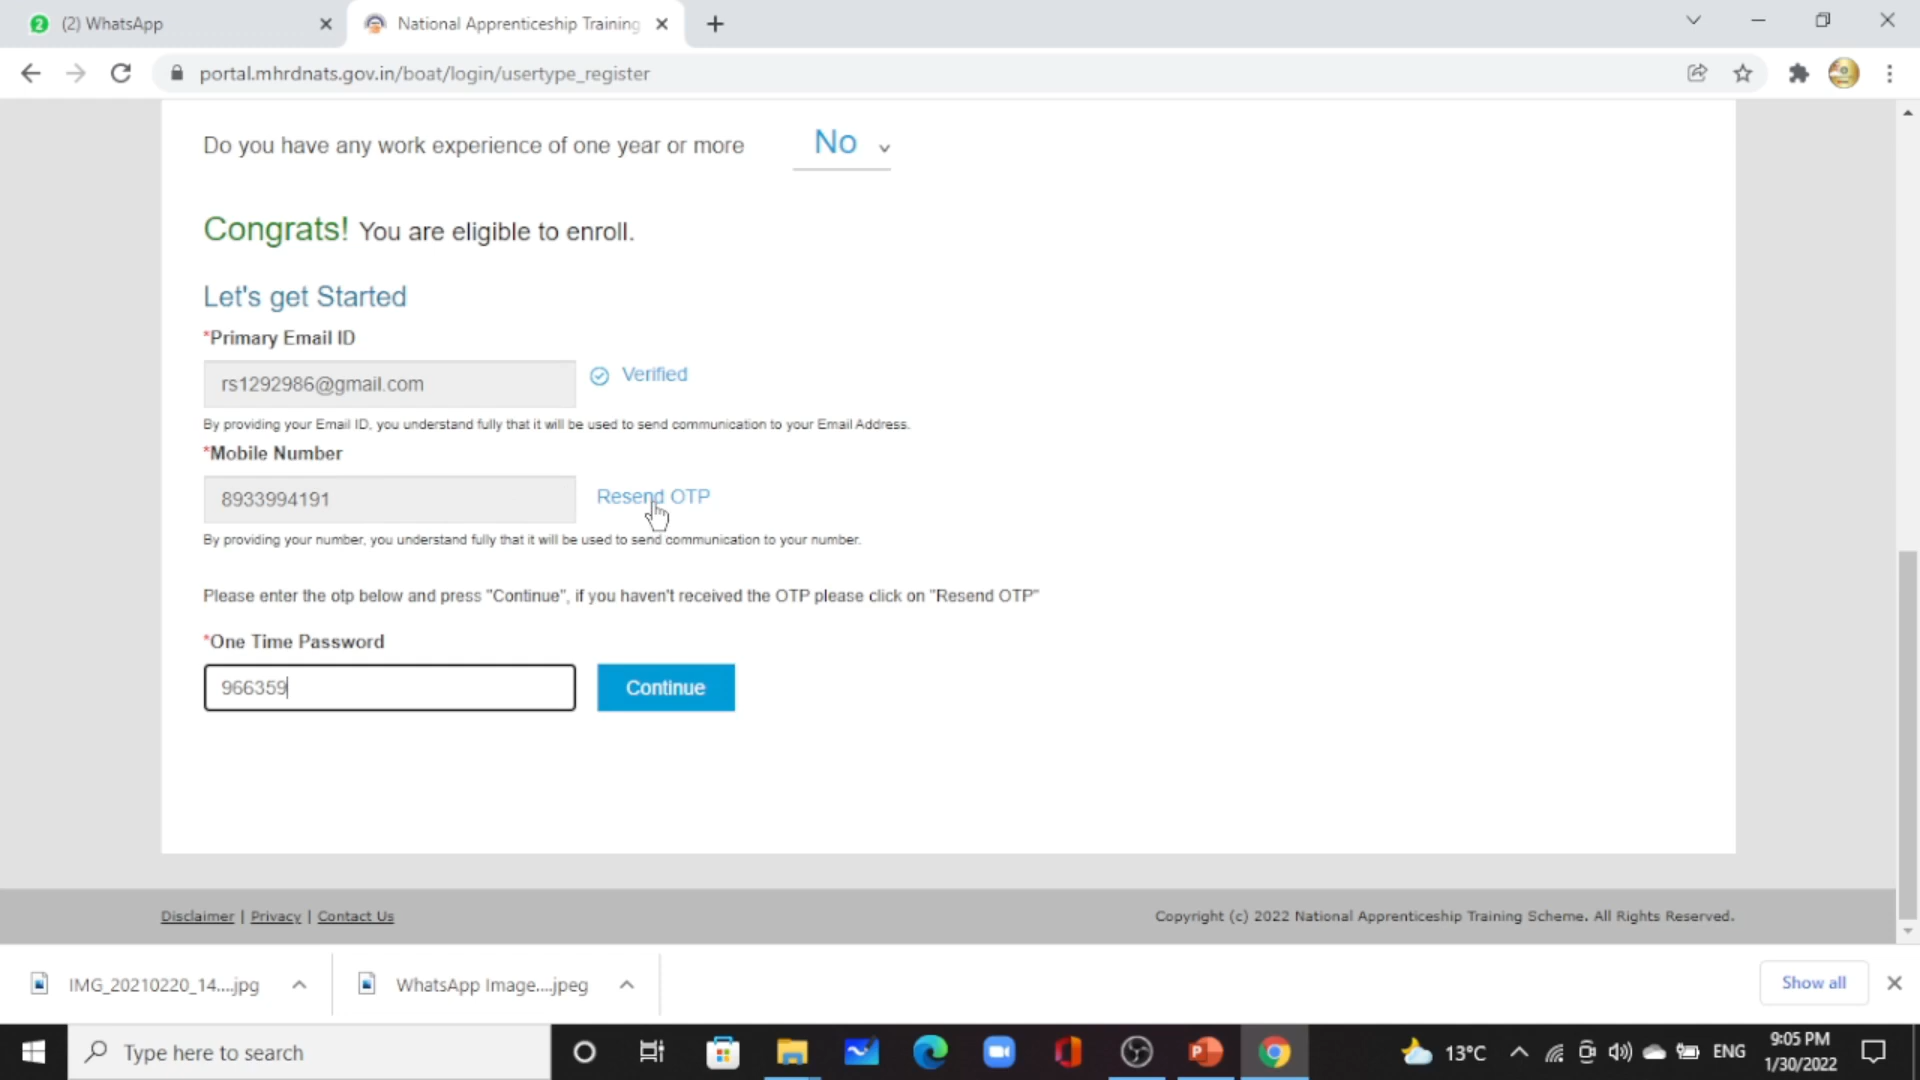 (2) WhatsApp
National Apprenticeship Training
portal.mhrdnats.gov.in/boat/login/usertype_register
Do you have any work experience of one year or more No
Congrats! You are eligible to enroll.
Let's get Started
*Primary Email ID
rs1292986@gmail.com Verified
By providing your Email ID, you understand fully that it will be used to send communication to your Email Address.
*Mobile Number
8933994191 Resend OTP
By providing your number, you understand fully that it will be used to send communication to your number.
Please enter the otp below and press "Continue", if you haven't received the OTP please click on "Resend OTP"
*One Time Password
966359 Continue
Disclaimer | Privacy | Contact Us
Copyright (c) 2022 National Apprenticeship Training Scheme. All Rights Reserved.
IMG_20210220_14....jpg
WhatsApp Image....jpeg
Show all
Type here to search
13°C
ENG
9:05 PM
1/30/2022